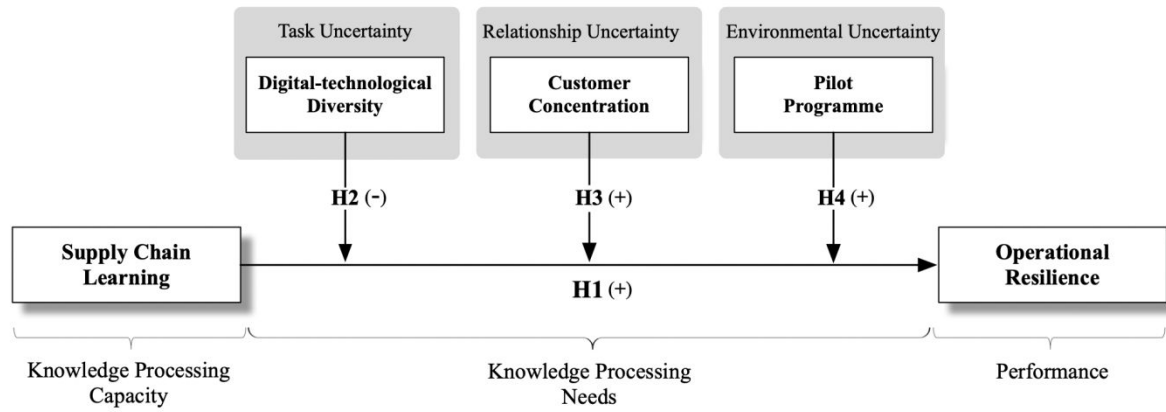 Task Uncertainty
Digital-technological
Diversity
Relationship Uncertainty
Customer
Concentration
Environmental Uncertainty
Pilot
Programme
H2 (-)
H3 (+)
H4 (+)
Supply Chain
Learning
H1 (+)
Operational
Resilience
Knowledge Processing
Capacity
Knowledge Processing
Needs
Performance